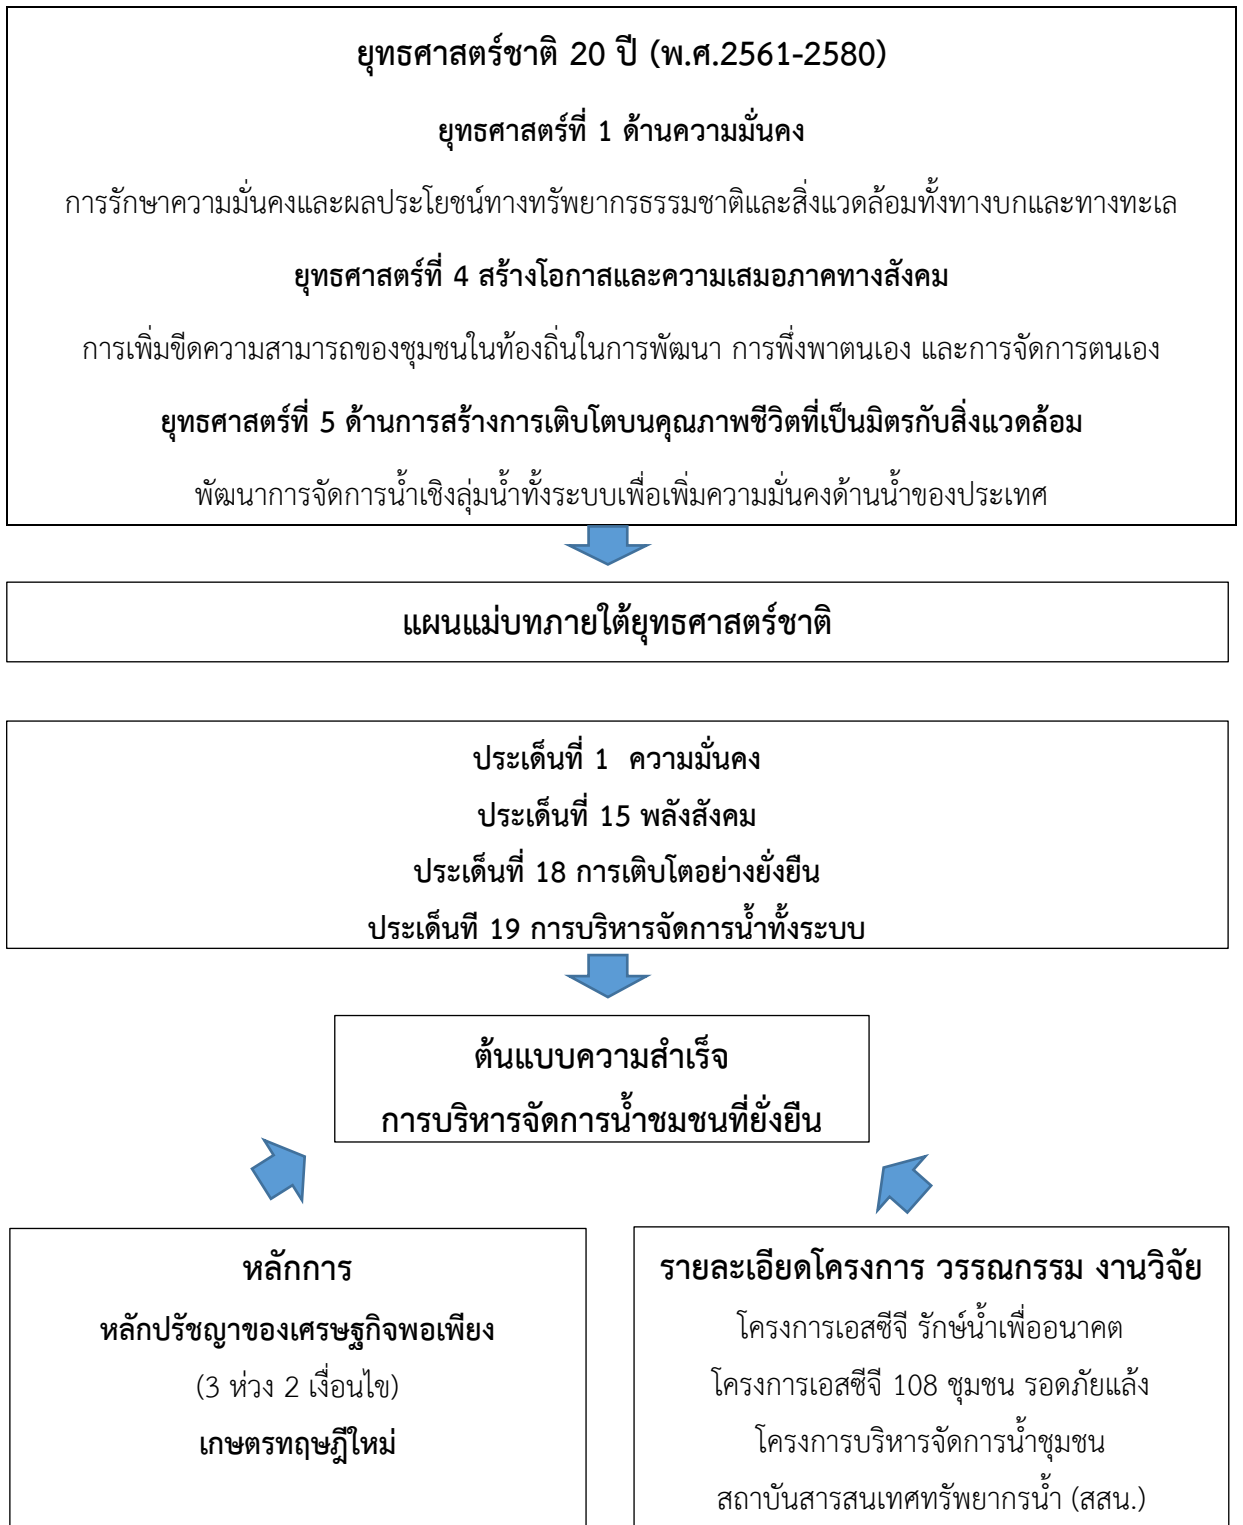 ยุทธศาสตร์ชาติ 20 ปี (พ.ศ.2561-2580)
ยุทธศาสตร์ที่ 1 ด้านความมั่นคง
การรักษาความมั่นคงและผลประโยชน์ทางทรัพยากรธรรมชาติและสิ่งแวดล้อมทั้งทางบกและทางทะเล
ยุทธศาสตร์ที่ 4 สร้างโอกาสและความเสมอภาคทางสังคม
การเพิ่มขีดความสามารถของชุมชนในท้องถิ่นในการพัฒนา การพึ่งพาตนเอง และการจัดการตนเอง
ยุทธศาสตร์ที่ 5 ด้านการสร้างการเติบโตบนคุณภาพชีวิตที่เป็นมิตรกับสิ่งแวดล้อม
พัฒนาการจัดการน้ำเชิงลุ่มน้ำทั้งระบบเพื่อเพิ่มความมั่นคงด้านน้ำของประเทศ
แผนแม่บทภายใต้ยุทธศาสตร์ชาติ
ประเด็นที่ 1 ความมั่นคง
ประเด็นที่ 15 พลังสังคม
ประเด็นที่ 18 การเติบโตอย่างยั่งยืน
ประเด็นที 19 การบริหารจัดการน้ำทั้งระบบ
ต้นแบบความสำเร็จ
การบริหารจัดการน้ำชุมชนที่ยั่งยืน
หลักการ
หลักปรัชญาของเศรษฐกิจพอเพียง
(3 ห่วง 2 เงื่อนไข)
เกษตรทฤษฎีใหม่
รายละเอียดโครงการ วรรณกรรม งานวิจัย
โครงการเอสซีจี รักษ์น้ำเพื่ออนาคต
โครงการเอสซีจี 108 ชุมชน รอดภัยแล้ง
โครงการบริหารจัดการน้ำชุมชน
สถาบันสารสนเทศทรัพยากรน้ำ (สสน.)